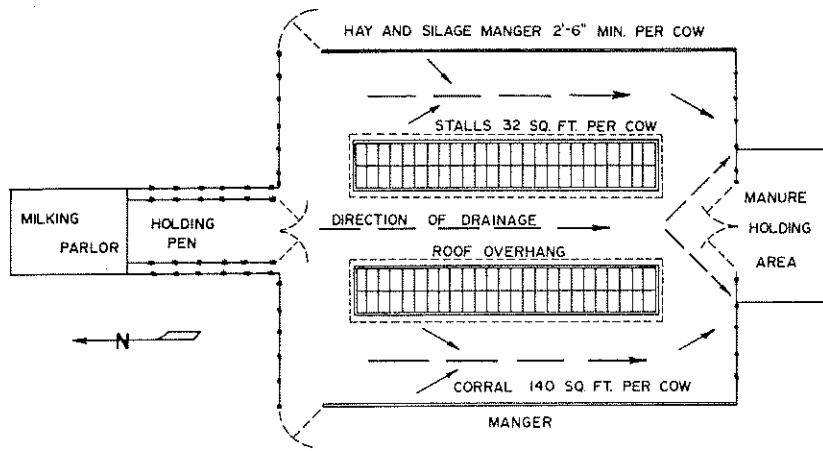 HAY AND SILAGE MANGER 2'-6" MIN. PER COW
STALLS 32 SQ. FT. PER COW
MILKING
PARLOR
HOLDING
PEN
DIRECTION OF DRAINAGE
MANURE
HOLDING
AREA
ROOF OVERHANG
N
CORRAL 140 SQ. FT. PER COW
MANGER